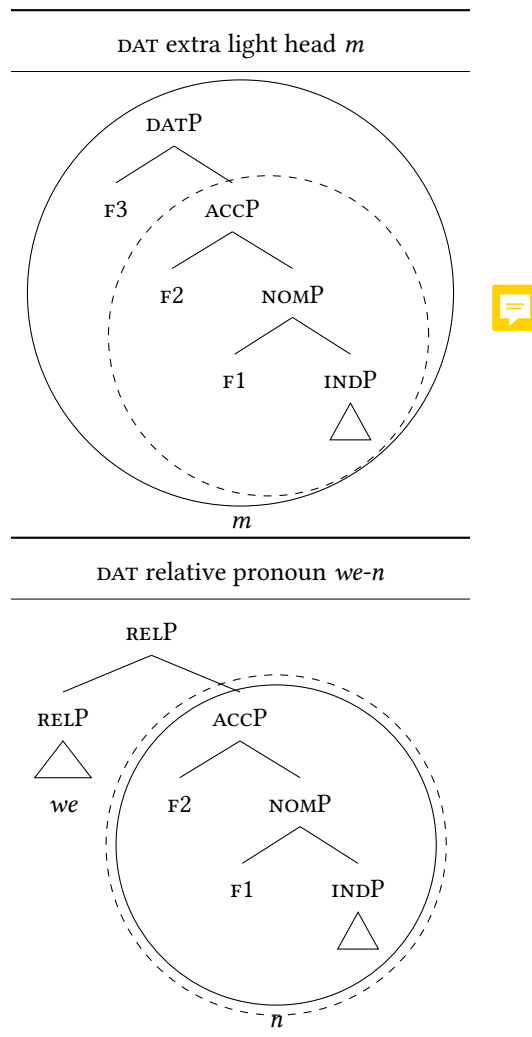 DAT extra light head m
DATP
F3 ACCP
F2 NOMP
F1 INDP
m
DAT relative pronoun we-n
RELP
RELP ACCP
we F2 NOMP
F1 INDP
n